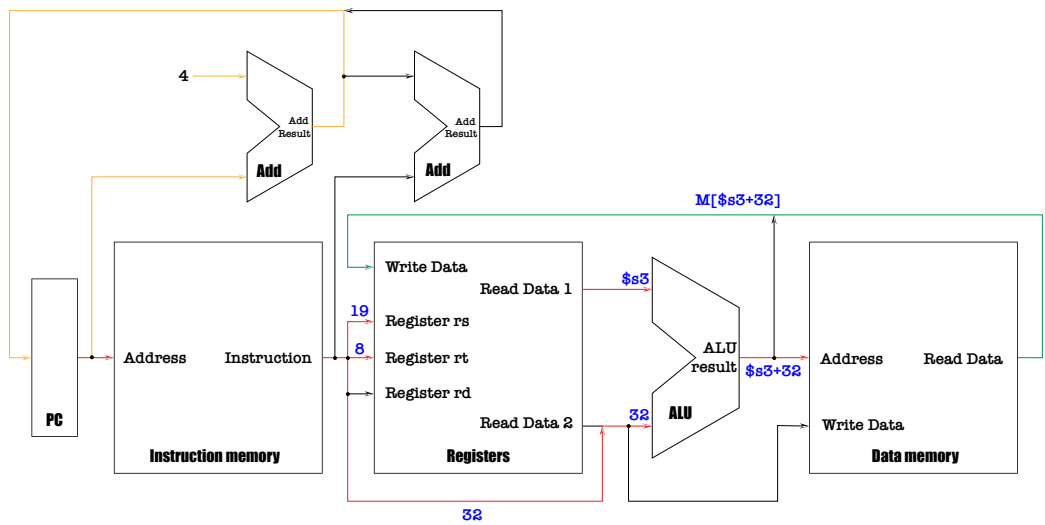 4
Add
Result
Add
Add
Result
Add
M[$s3+32]
Write Data
Read Data 1
$s3
19
Register rs
8
Register rt
Register rd
Read Data 2
Registers
Address
Instruction
Instruction memory
PC
ALU
result
$s3+32
32
ALU
Address
Read Data
Write Data
Data memory
32